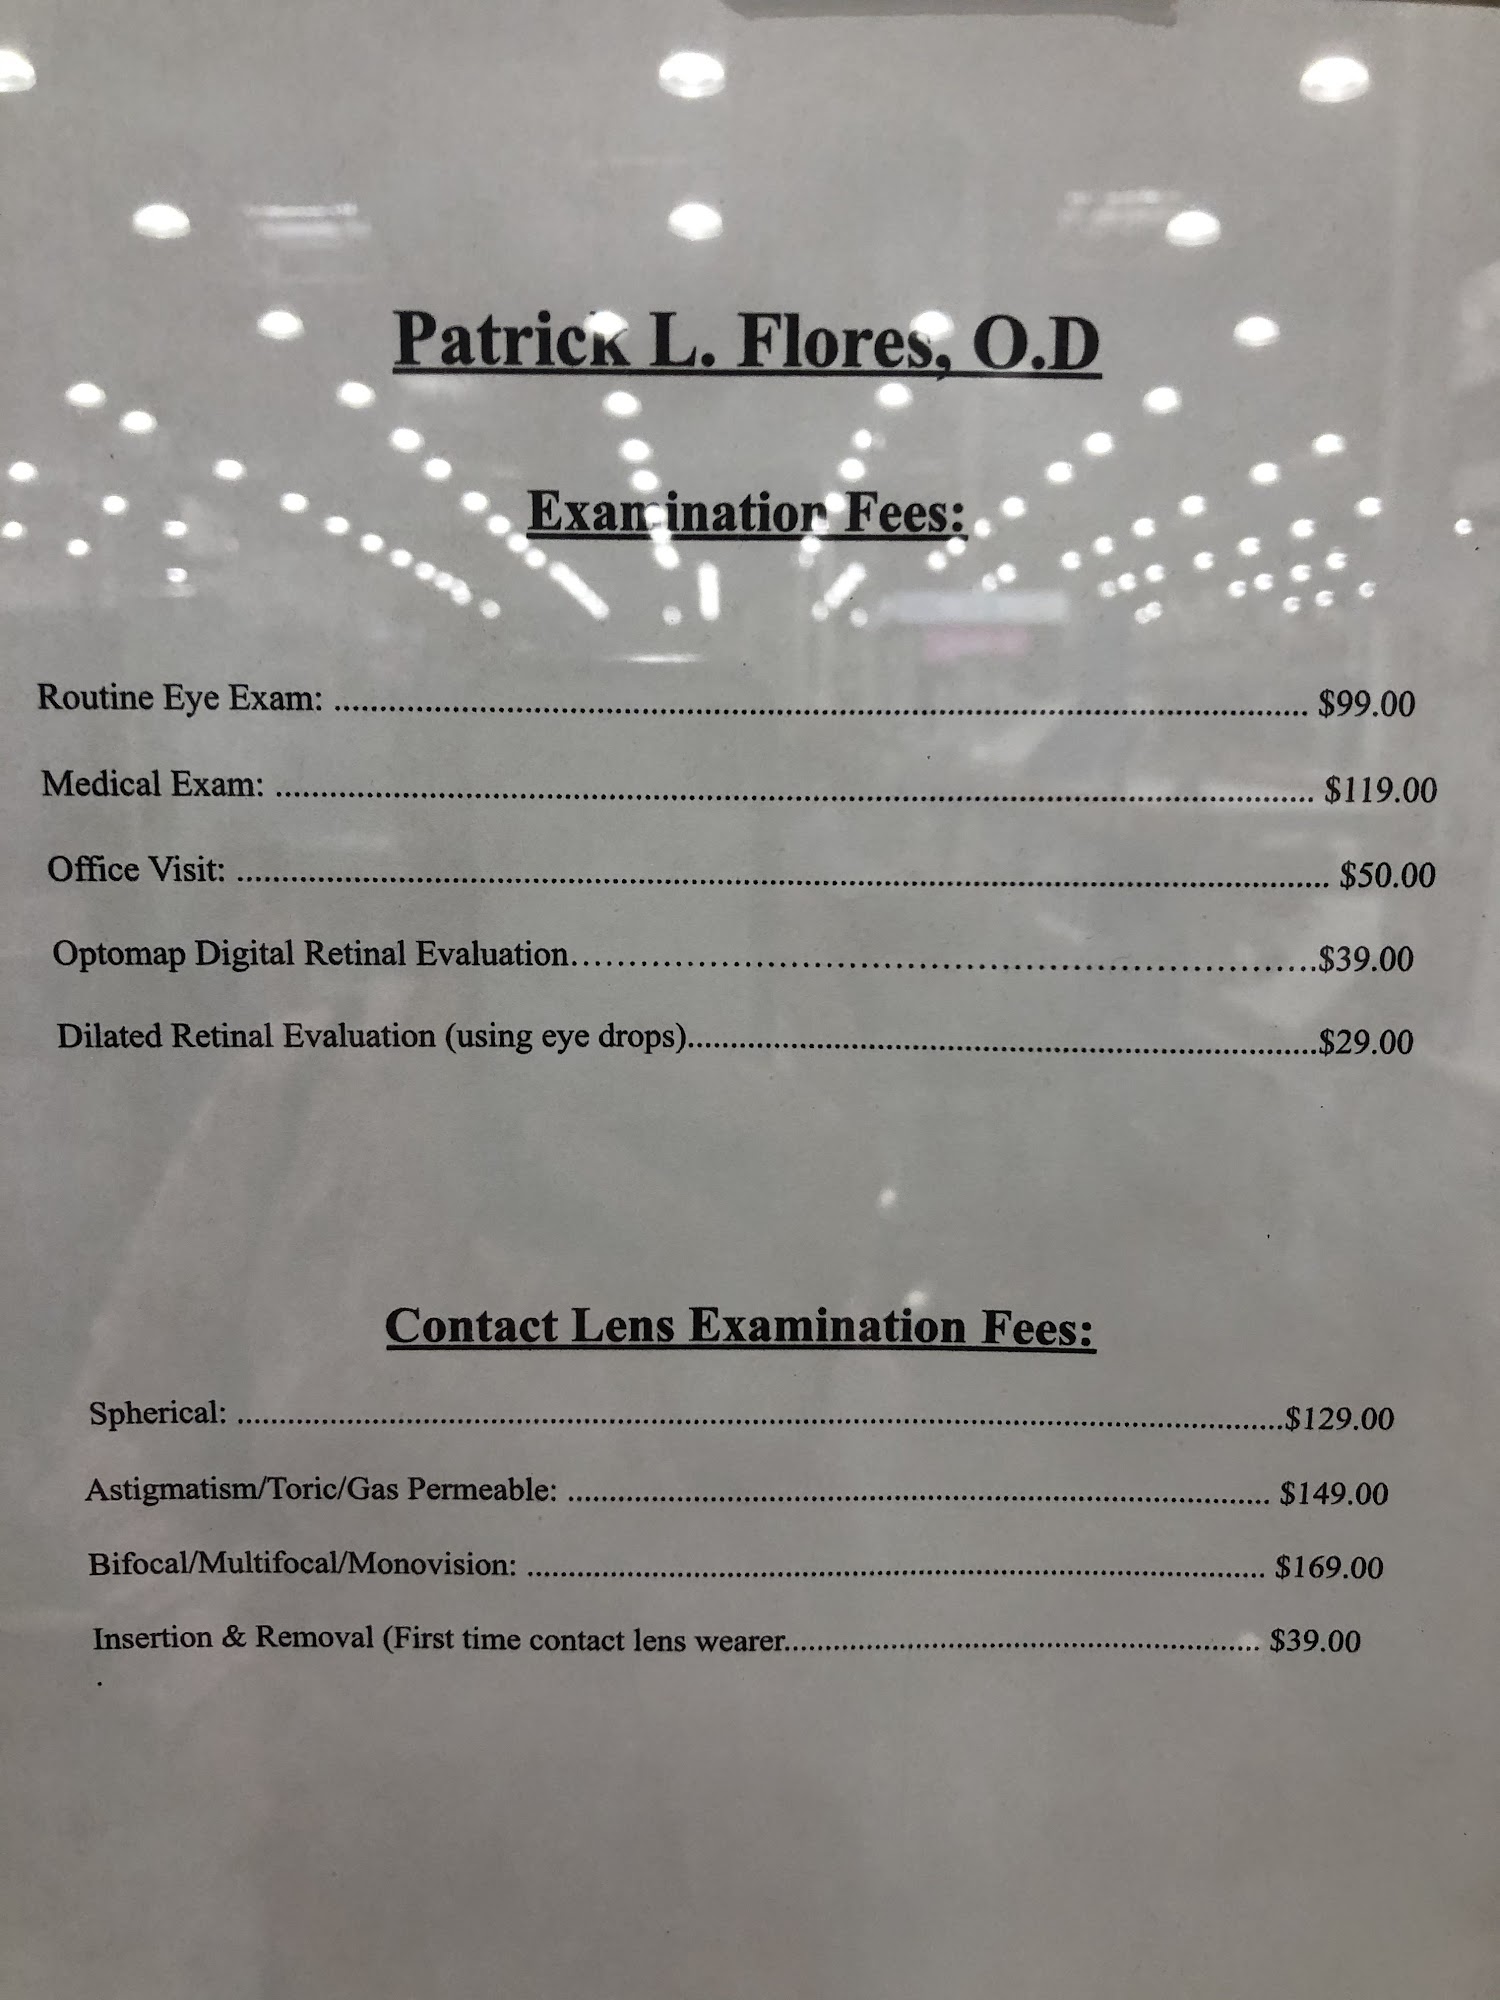 Patrick L. Flores, O.D
Examination Fees:
Routine Eye Exam: ........................................................................................................ $99.00
Medical Exam: ............................................................................................................... $119.00
Office Visit: ..................................................................................................................... $50.00
Optomap Digital Retinal Evaluation........................................................................$39.00
Dilated Retinal Evaluation (using eye drops)....................................................................$29.00
Contact Lens Examination Fees:
Spherical: ................................................................................................................$129.00
Astigmatism/Toric/Gas Permeable: ........................................................................... $149.00
Bifocal/Multifocal/Monovision: ............................................................................... $169.00
Insertion & Removal (First time contact lens wearer.................................................. $39.00
.